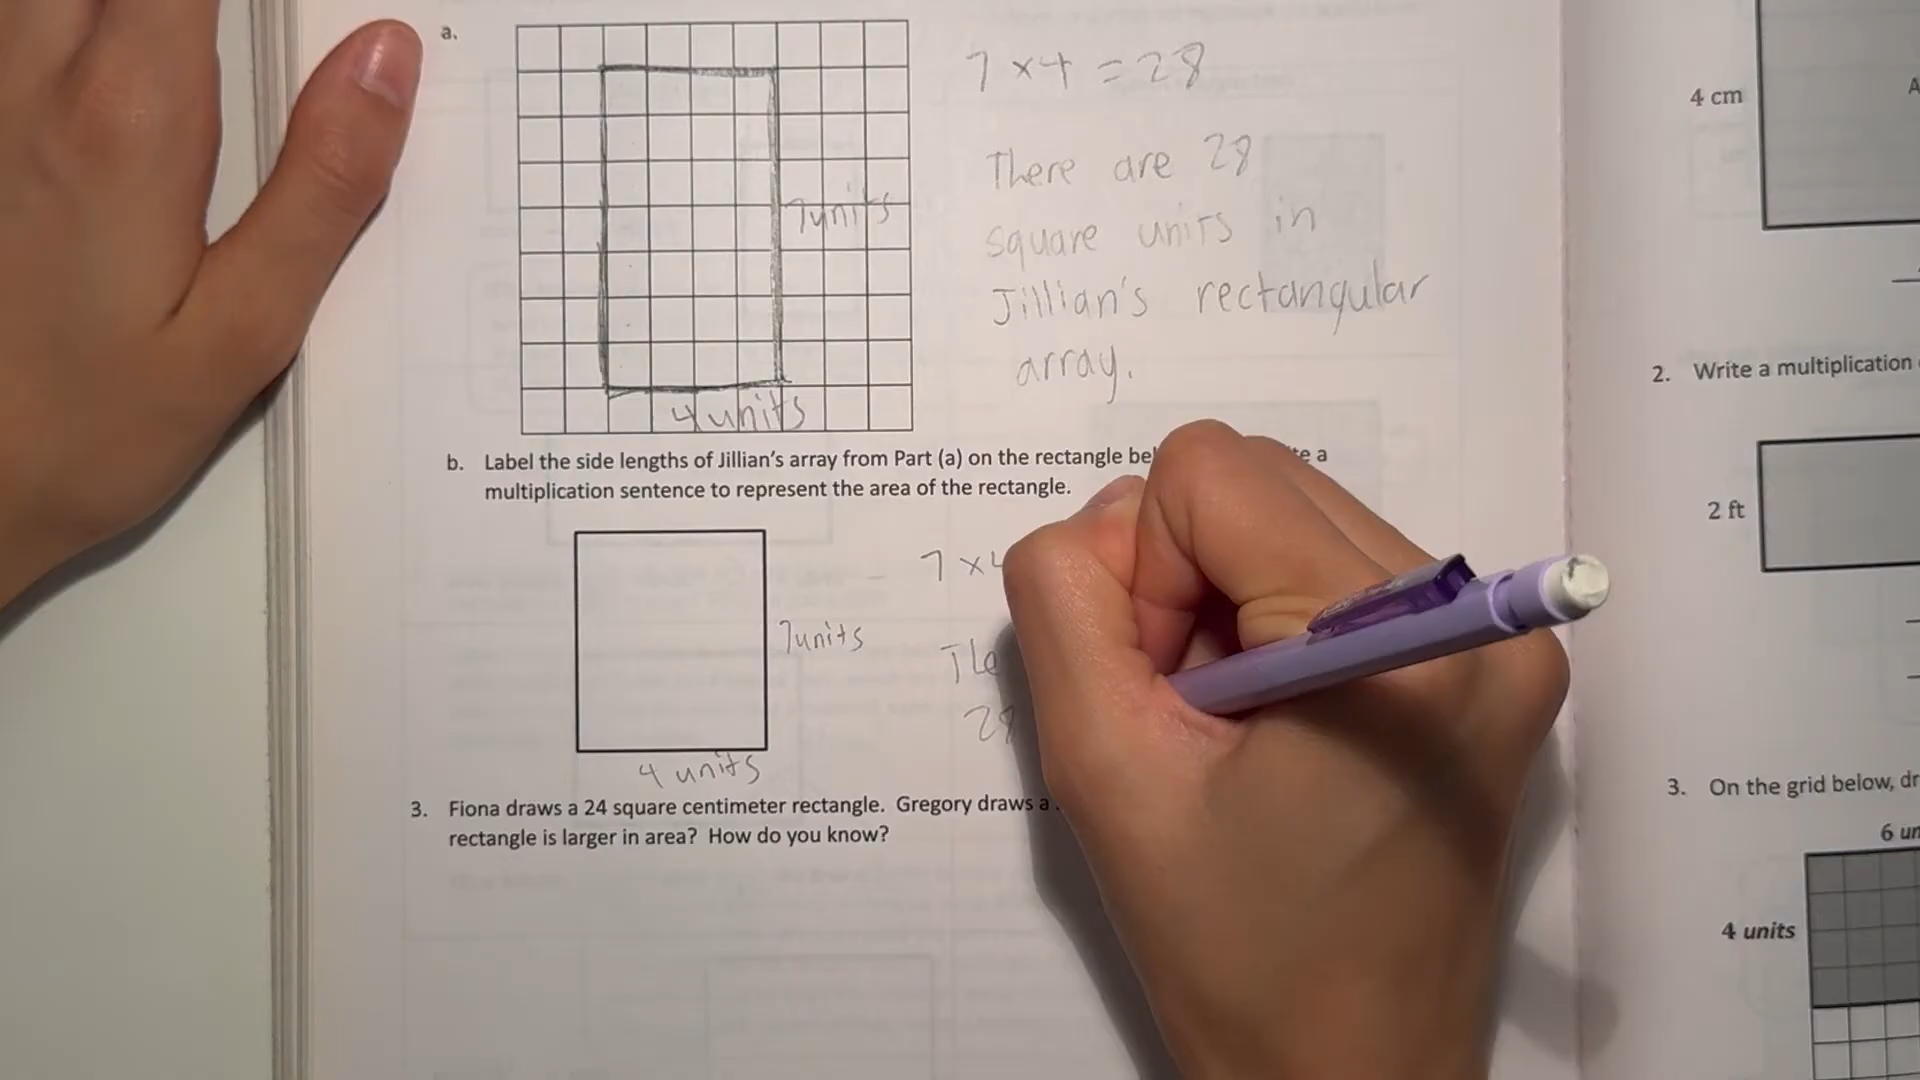 a.
7 x 4 = 28
There are 28
square units in
Jillian's rectangular
array.
7units
4units
b. Label the side lengths of Jillian's array from Part (a) on the rectangle
a
multiplication sentence to represent the area of the rectangle.
7 x
7units
28
4 units
3. Fiona draws a 24 square centimeter rectangle. Gregory draws a
rectangle is larger in area? How do you know?
4 cm
2. Write a multiplication
2 ft
3. On the grid below,
6
4 units